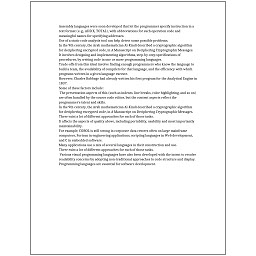 Assembly languages were soon developed that let the programmer specify instruction in a
text format (e.g., ADD X, TOTAL), with abbreviations for each operation code and
meaningful names for specifying addresses.
Use of a static code analysis tool can help detect some possible problems.
In the 9th century, the Arab mathematician Al-Kindi described a cryptographic algorithm
for deciphering encrypted code, in A Manuscript on Deciphering Cryptographic Messages.
It involves designing and implementing algorithms, step-by-step specifications of
procedures, by writing code in one or more programming languages.
Trade-offs from this ideal involve finding enough programmers who know the language to
build a team, the availability of compilers for that language, and the efficiency with which
programs written in a given language execute.
However, Charles Babbage had already written his first program for the Analytical Engine in
1837.
Some of these factors include:
The presentation aspects of this (such as indents, line breaks, color highlighting, and so on)
are often handled by the source code editor, but the content aspects reflect the
programmer's talent and skills.
In the 9th century, the Arab mathematician Al-Kindi described a cryptographic algorithm
for deciphering encrypted code, in A Manuscript on Deciphering Cryptographic Messages.
There exist a lot of different approaches for each of those tasks.
It affects the aspects of quality above, including portability, usability and most importantly
maintainability.
For example, COBOL is still strong in corporate data centers often on large mainframe
computers, Fortran in engineering applications, scripting languages in Web development,
and C in embedded software.
Many applications use a mix of several languages in their construction and use.
There exist a lot of different approaches for each of those tasks.
Various visual programming languages have also been developed with the intent to resolve
readability concerns by adopting non-traditional approaches to code structure and display.
Programming languages are essential for software development.